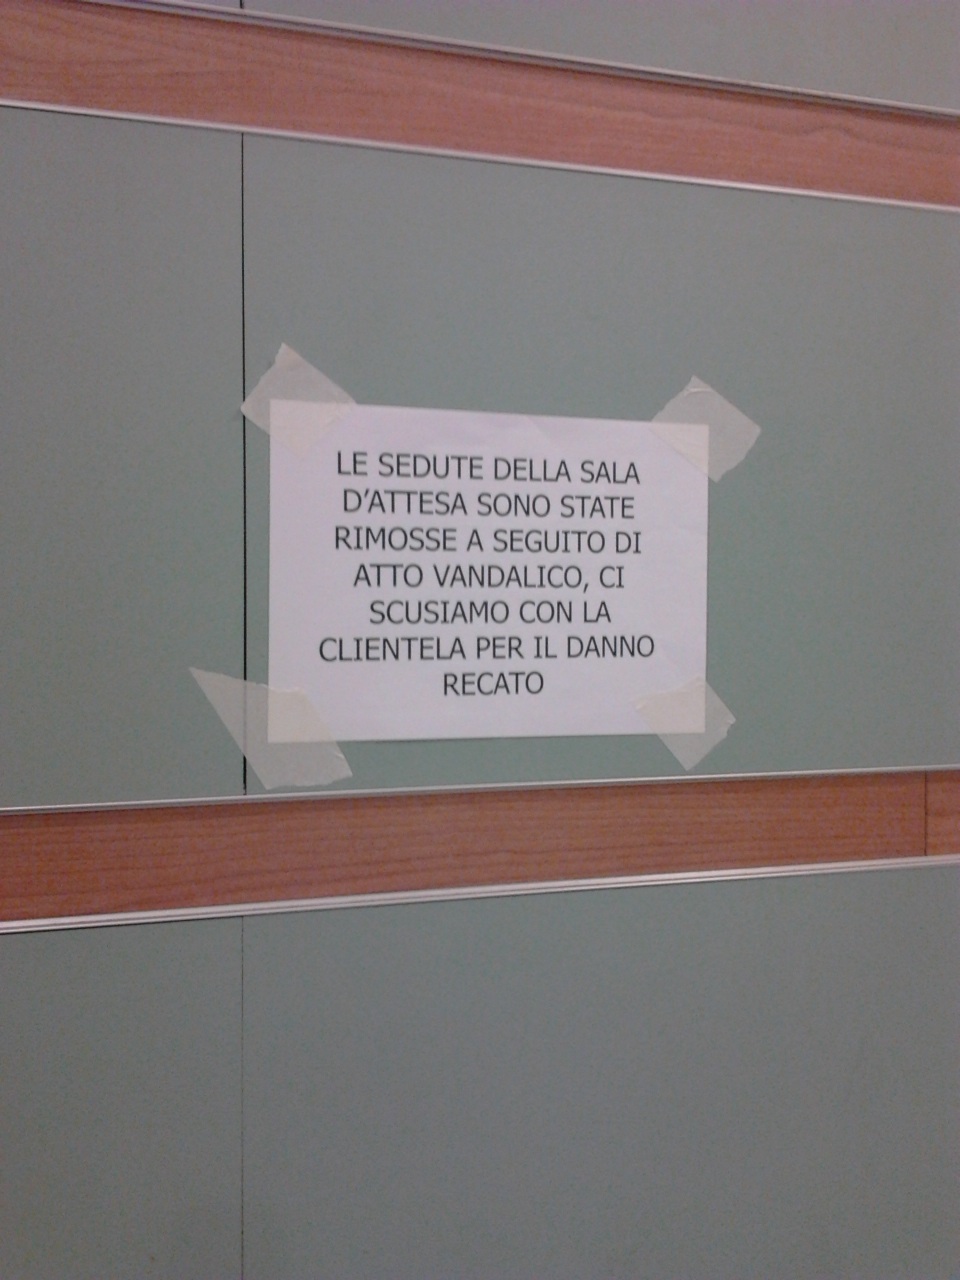 LE SEDUTE DELLA SALA
D'ATTESA SONO STATE
RIMOSSE A SEGUITO DI
ATTO VANDALICO, CI
SCUSIAMO CON LA
CLIENTELA PER IL DANNO
RECATO